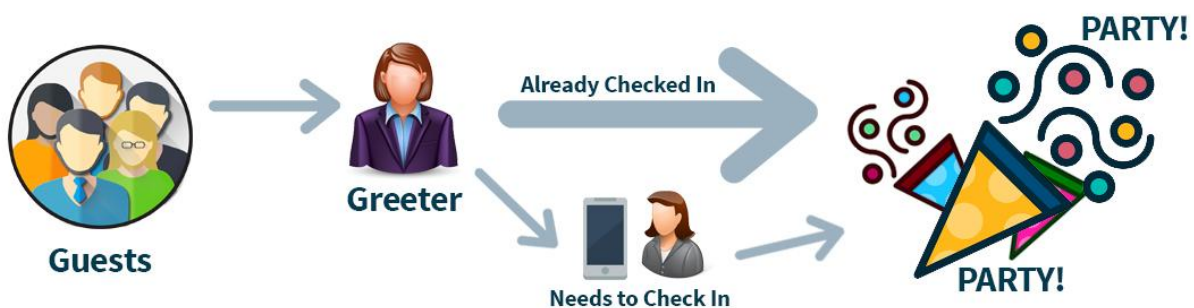 Guests
Greeter
Already Checked In
Needs to Check In
PARTY!
PARTY!